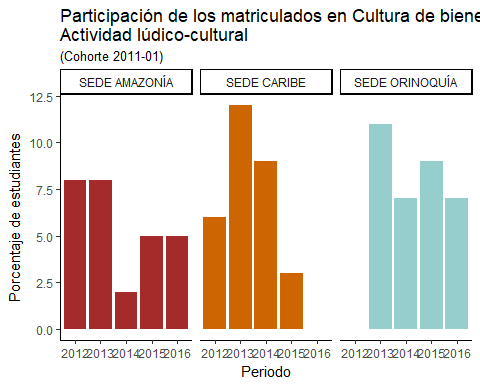 Participación de los matriculados en Cultura de biene
Actividad lúdico-cultural
(Cohorte 2011-01)
SEDE AMAZONÍA SEDE CARIBE SEDE ORINOQUÍA
12.5
10.0
7.5
5.0
2.5
0.0
Porcentaje de estudiantes
2012 2013 2014 2015 2016 2012 2013 2014 2015 2016 2012 2013 2014 2015 2016
Periodo